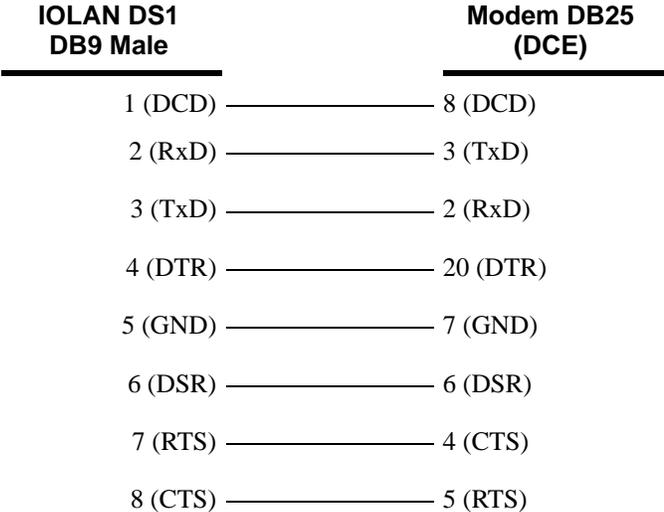 IOLAN DS1
DB9 Male
Modem DB25
(DCE)
1 (DCD) 8 (DCD)
2 (RxD) 3 (TxD)
3 (TxD) 2 (RxD)
4 (DTR) 20 (DTR)
5 (GND) 7 (GND)
6 (DSR) 6 (DSR)
7 (RTS) 4 (CTS)
8 (CTS) 5 (RTS)